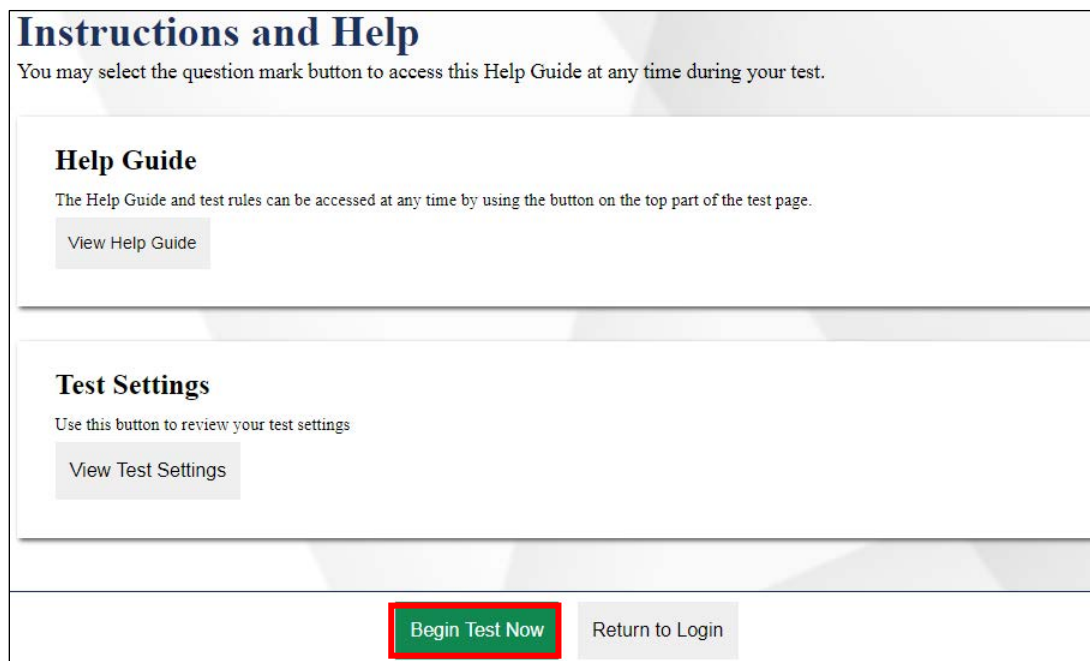 Instructions and Help
You may select the question mark button to access this Help Guide at any time during your test.
Help Guide
The Help Guide and test rules can be accessed at any time by using the button on the top part of the test page.
View Help Guide
Test Settings
Use this button to review your test settings
View Test Settings
Begin Test Now
Return to Login